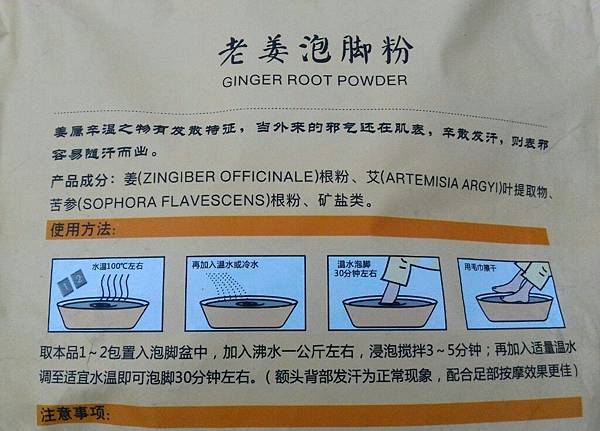 老姜泡脚粉
GINGER ROOT POWDER
姜属辛温之物有发散特征，当外来的邪气还在肌表，辛散发汗，则表邪
容易随汗而出。
产品成分：姜(ZINGIBER OFFICINALE)根粉、艾(ARTEMISIA ARGYI)叶提取物、
苦参(SOPHORA FLAVESCENS)根粉、矿盐类。
使用方法：
水温100℃左右
1 2
再加入温水或冷水
温水泡脚
30分钟左右
用毛巾擦干
取本品1～2包置入泡脚盆中，加入沸水一公斤左右，浸泡搅拌3～5分钟；再加入适量温水
调至适宜水温即可泡脚30分钟左右。（额头背部发汗为正常现象，配合足部按摩效果更佳）
注意事项：